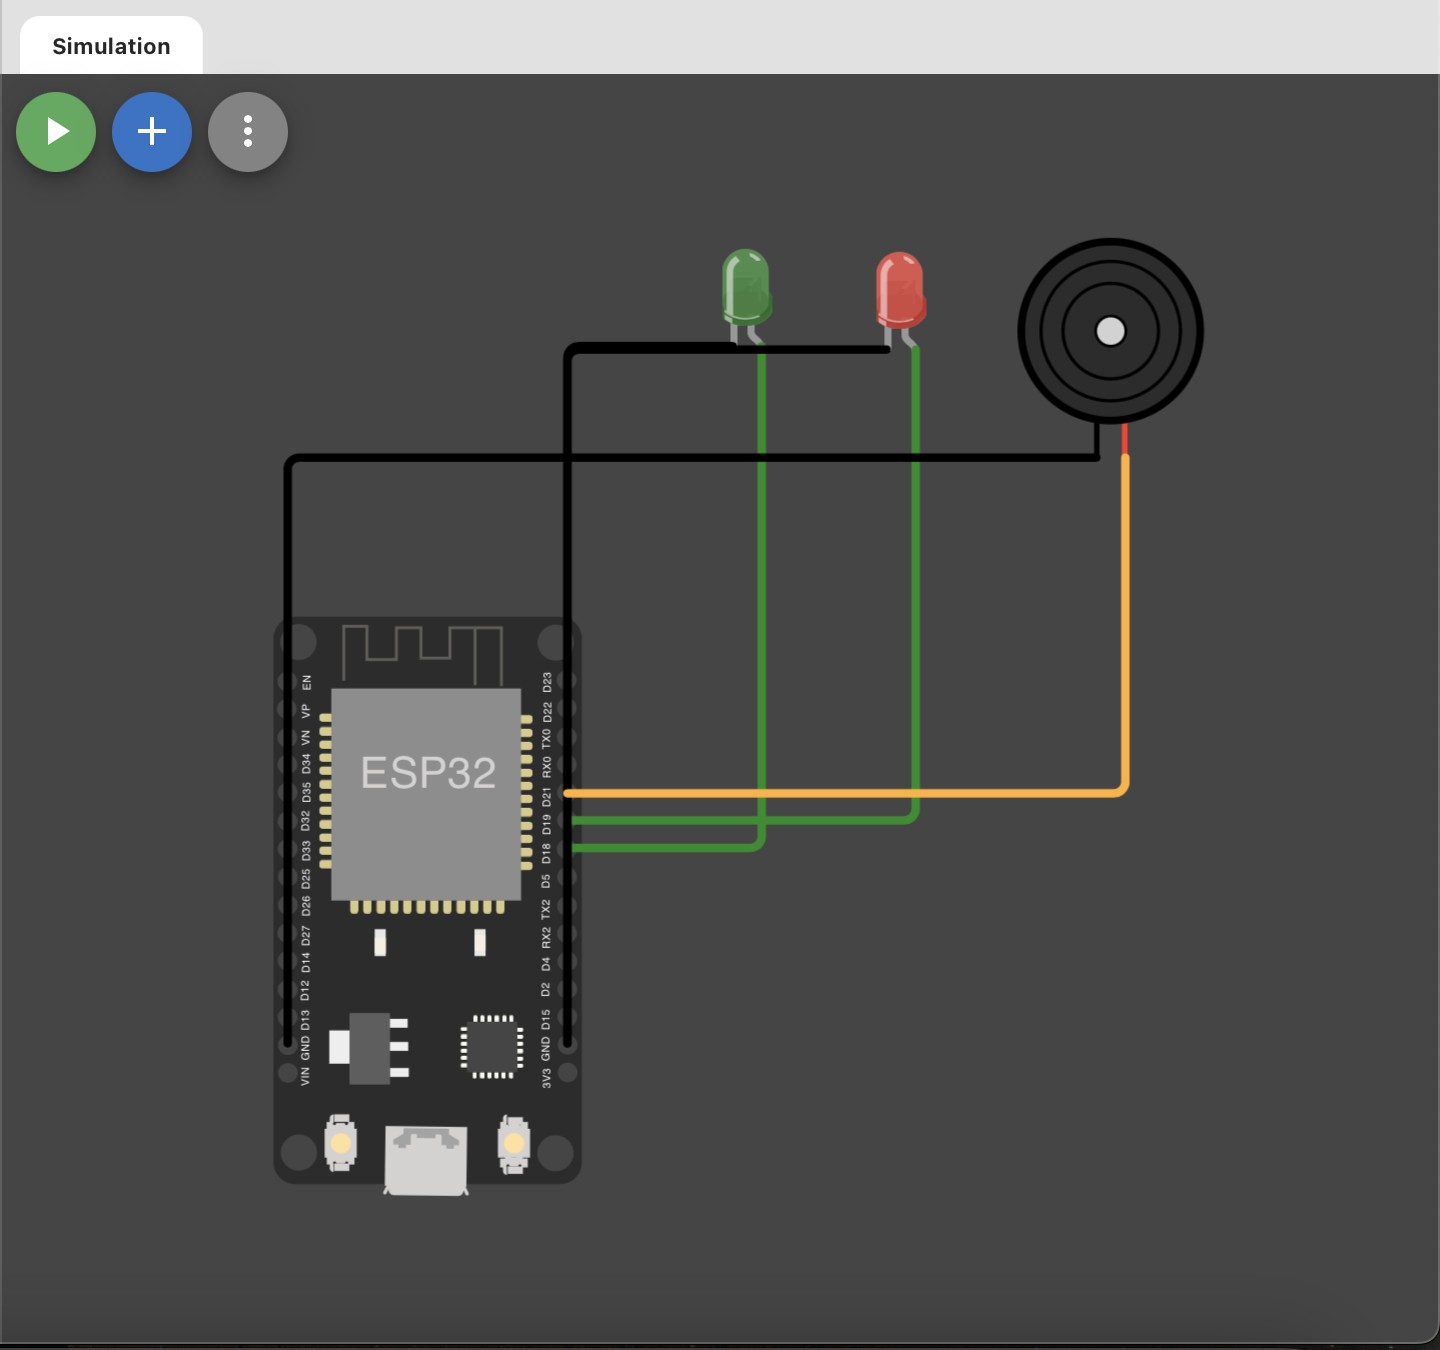 Simulation
ESP32
EN
VP
VN
D34
D35
D32
D33
D25
D26
D27
D14
D12
D13
GND
VIN
D23
D22
TX0
RX0
D21
D19
D18
D5
TX2
RX2
D4
D2
D15
GND
3V3